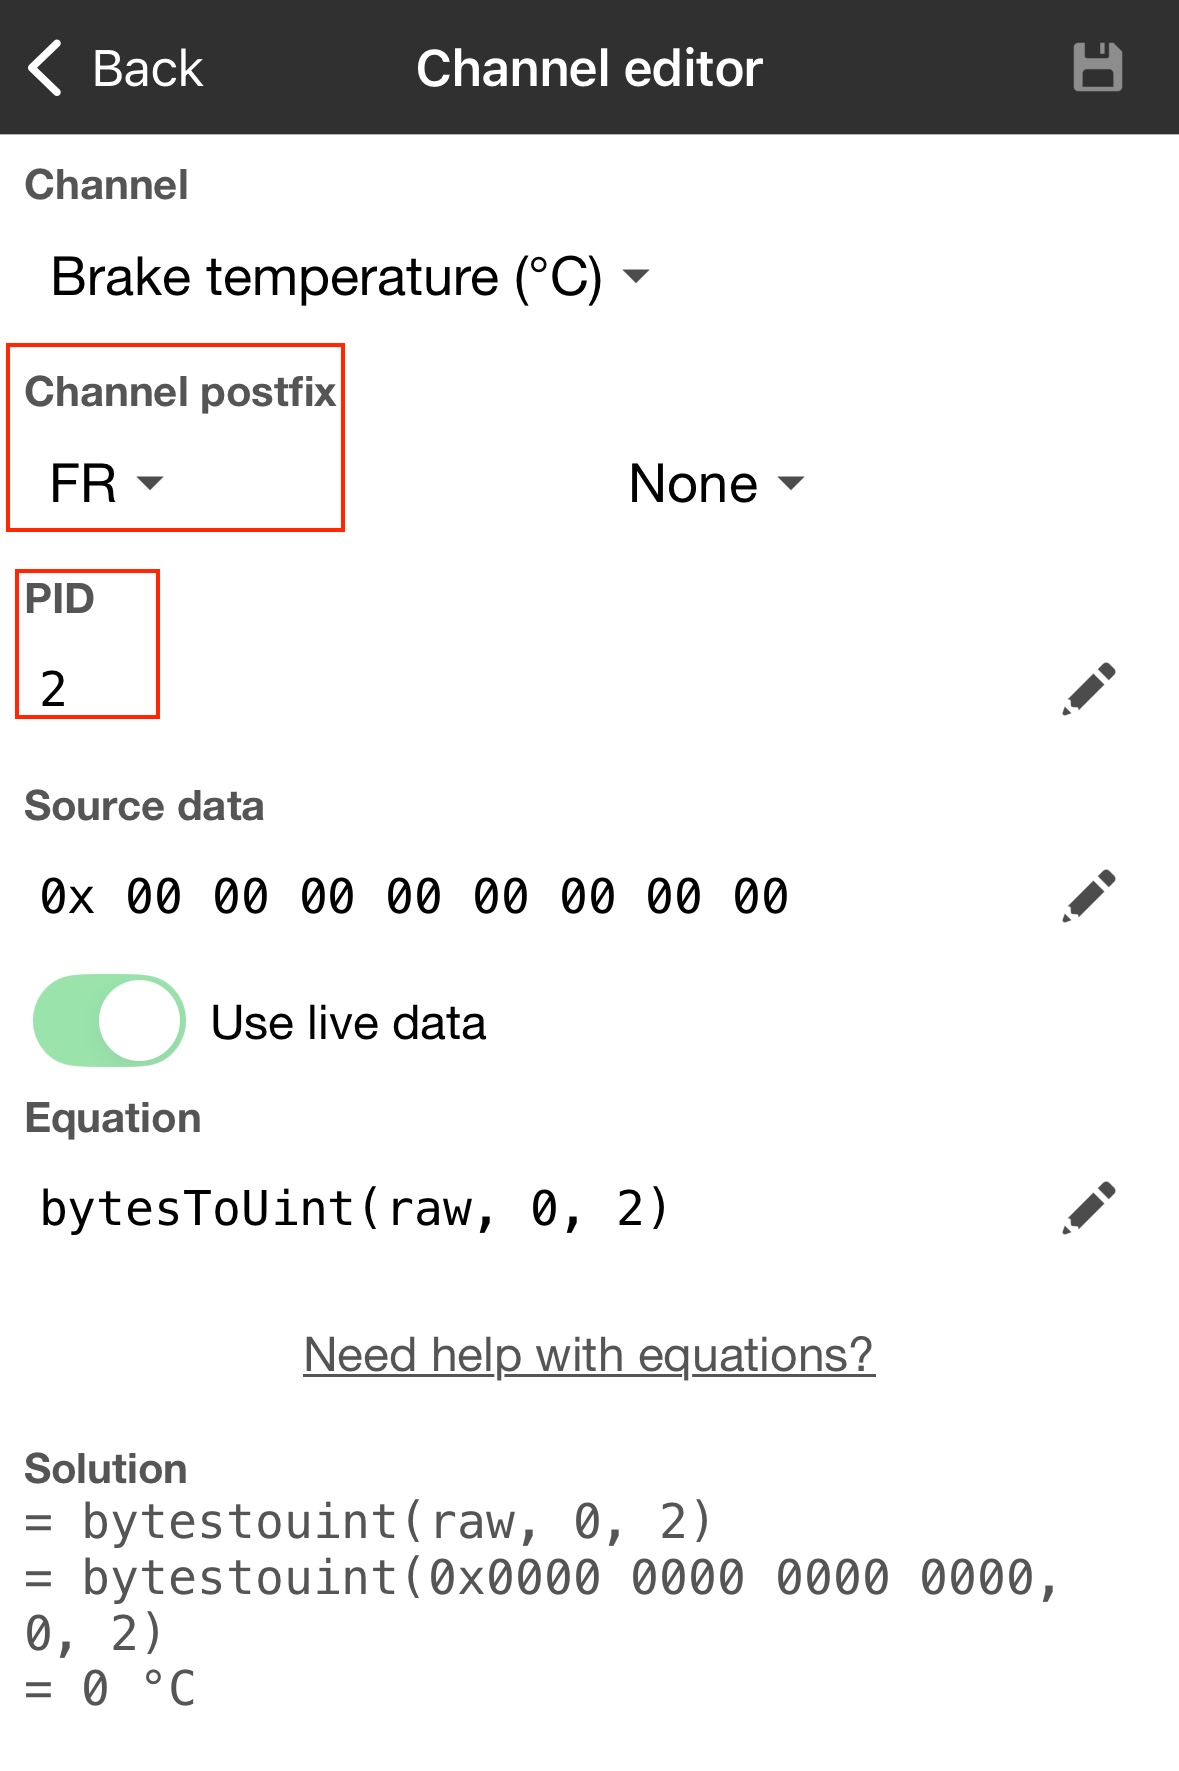 Back
Channel editor
Channel
Brake temperature (°C)
Channel postfix
FR
None
PID
2
Source data
0x 00 00 00 00 00 00 00 00
Use live data
Equation
bytesToUint(raw, 0, 2)
Need help with equations?
Solution
= bytestouint(raw, 0, 2)
= bytestouint(0x0000 0000 0000 0000,
0, 2)
= 0 °C